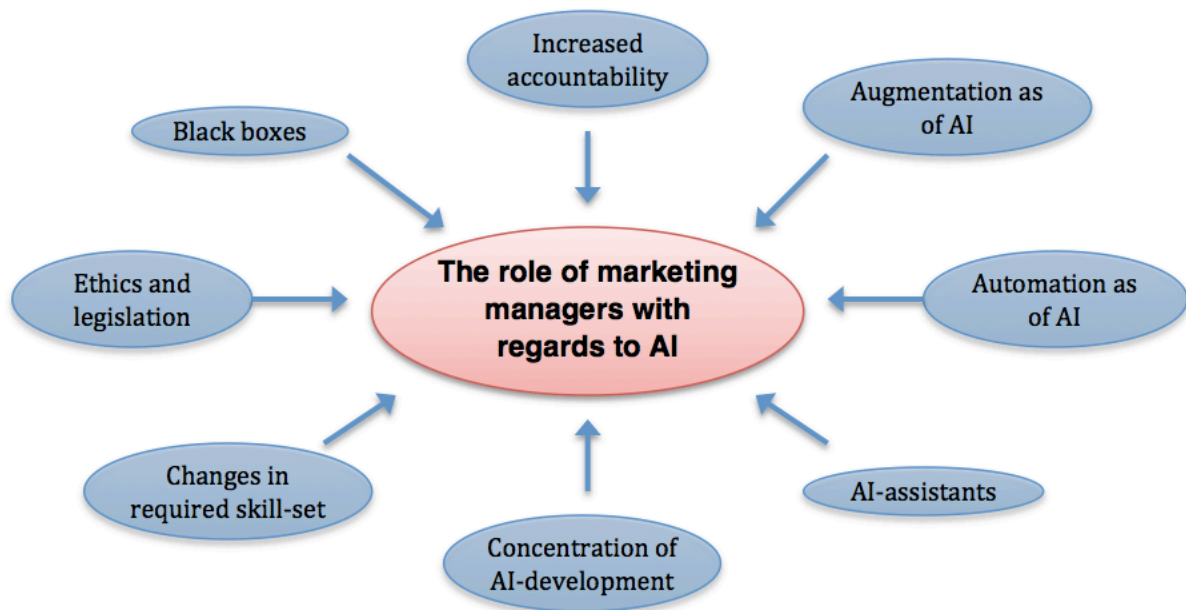 Increased
accountability
Augmentation as
of AI
Black boxes
The role of marketing
managers with
regards to AI
Ethics and
legislation
Automation as
of AI
Changes in
required skill-set
AI-assistants
Concentration of
AI-development